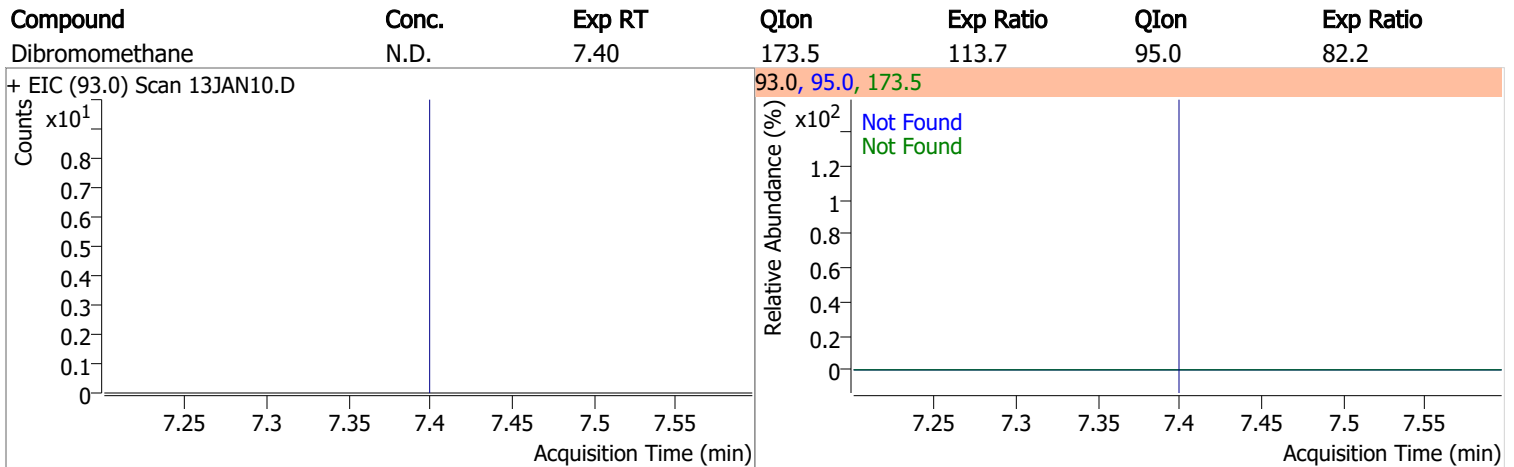 Compound Conc. Exp RT QIon Exp Ratio QIon Exp Ratio
Dibromomethane N.D. 7.40 173.5 113.7 95.0 82.2
+ EIC (93.0) Scan 13JAN10.D
Counts
x10¹
0.8
0.7
0.6
0.5
0.4
0.3
0.2
0.1
0
7.25 7.3 7.35 7.4 7.45 7.5 7.55
Acquisition Time (min)
93.0, 95.0, 173.5
Relative Abundance (%)
x10²
Not Found
Not Found
1.2
1
0.8
0.6
0.4
0.2
0
7.25 7.3 7.35 7.4 7.45 7.5 7.55
Acquisition Time (min)